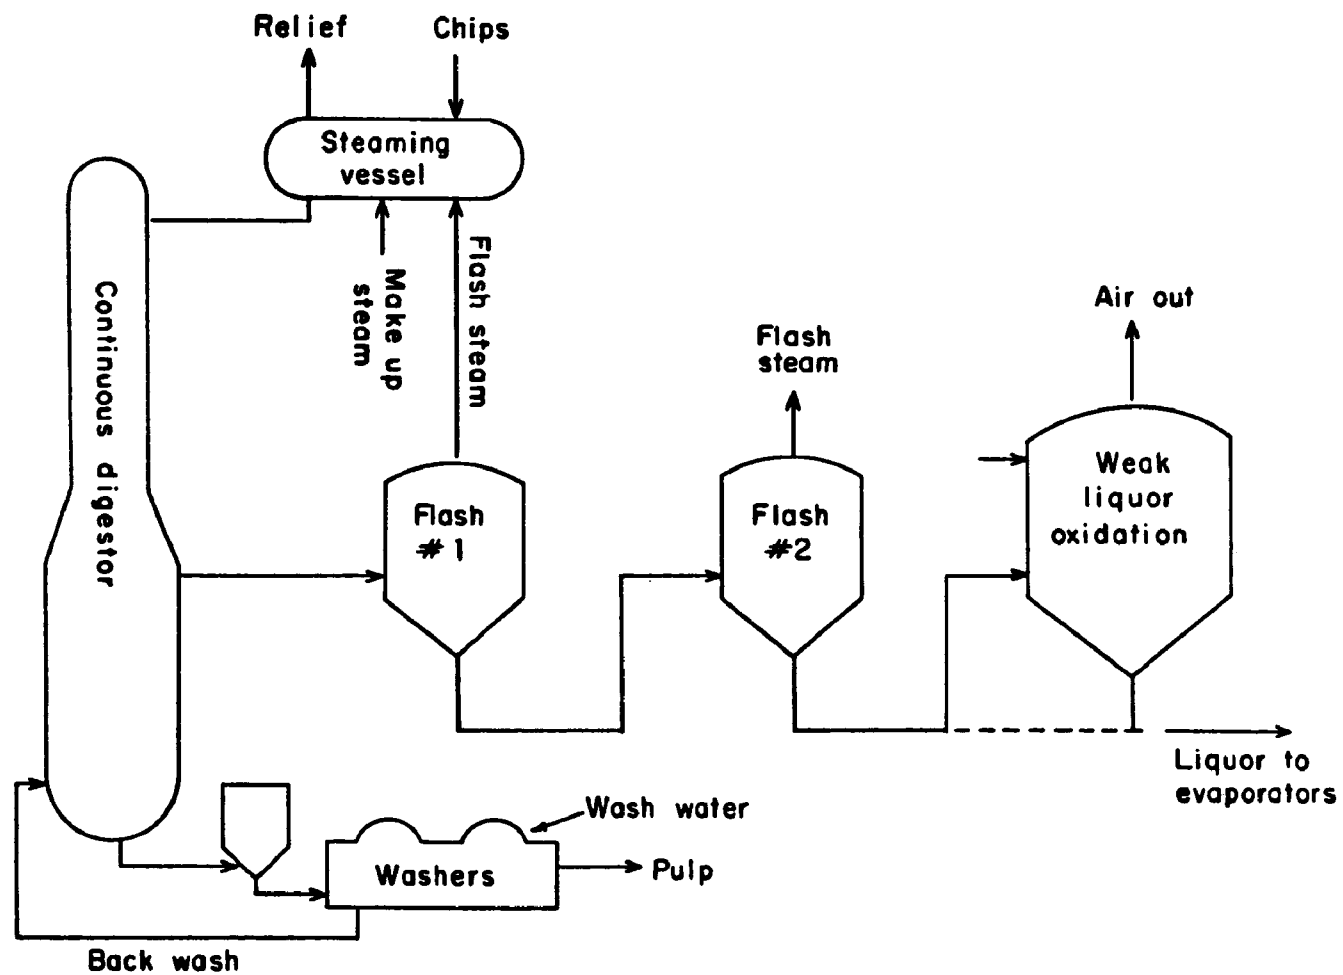 Relief
Chips
Steaming
vessel
Continuous digestor
Make up
steam
Flash steam
Flash
steam
Air out
Flash
#1
Flash
#2
Weak
liquor
oxidation
Liquor to
evaporators
Wash water
Washers
Pulp
Back wash